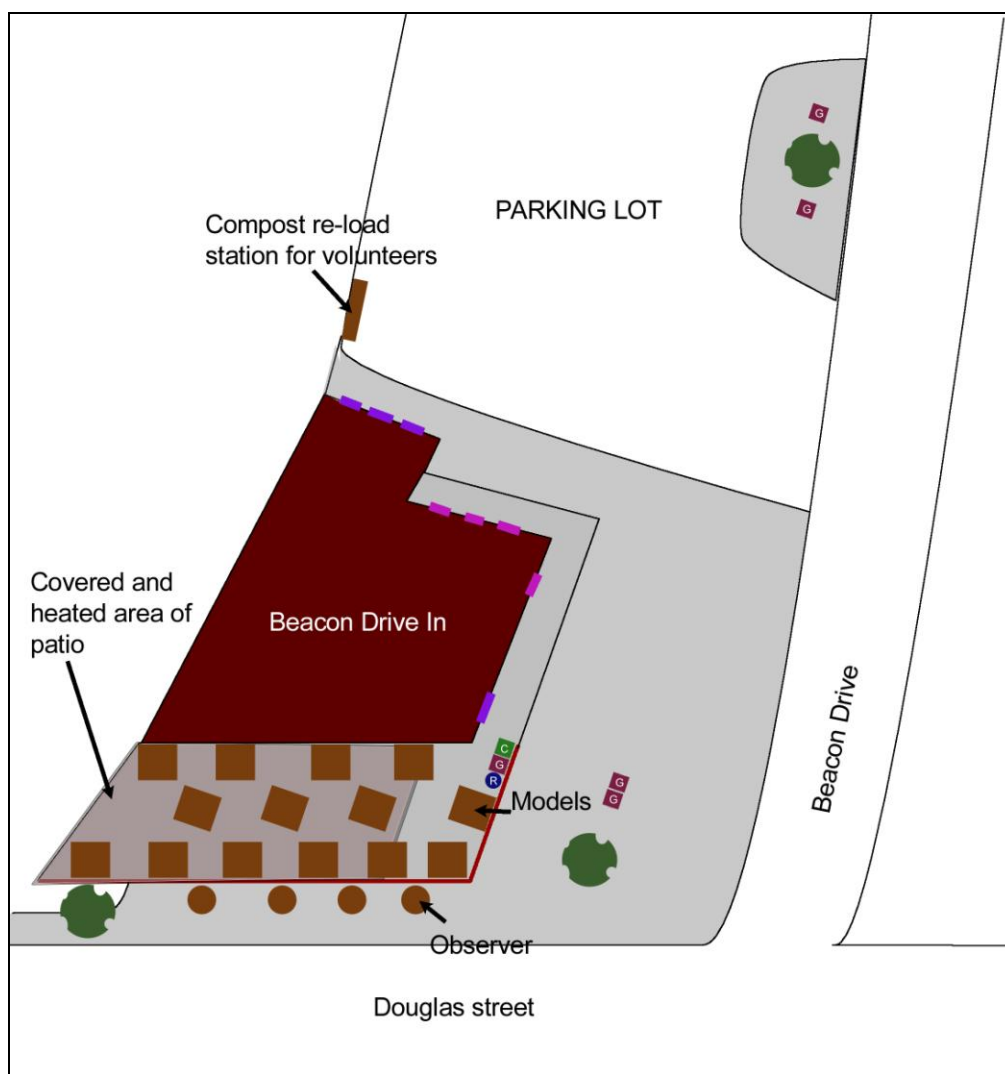 G
G
PARKING LOT
Compost re-load
station for volunteers
Covered and
heated area of
patio
Beacon Drive In
Beacon Drive
C
G
R
G
G
Models
Observer
Douglas street